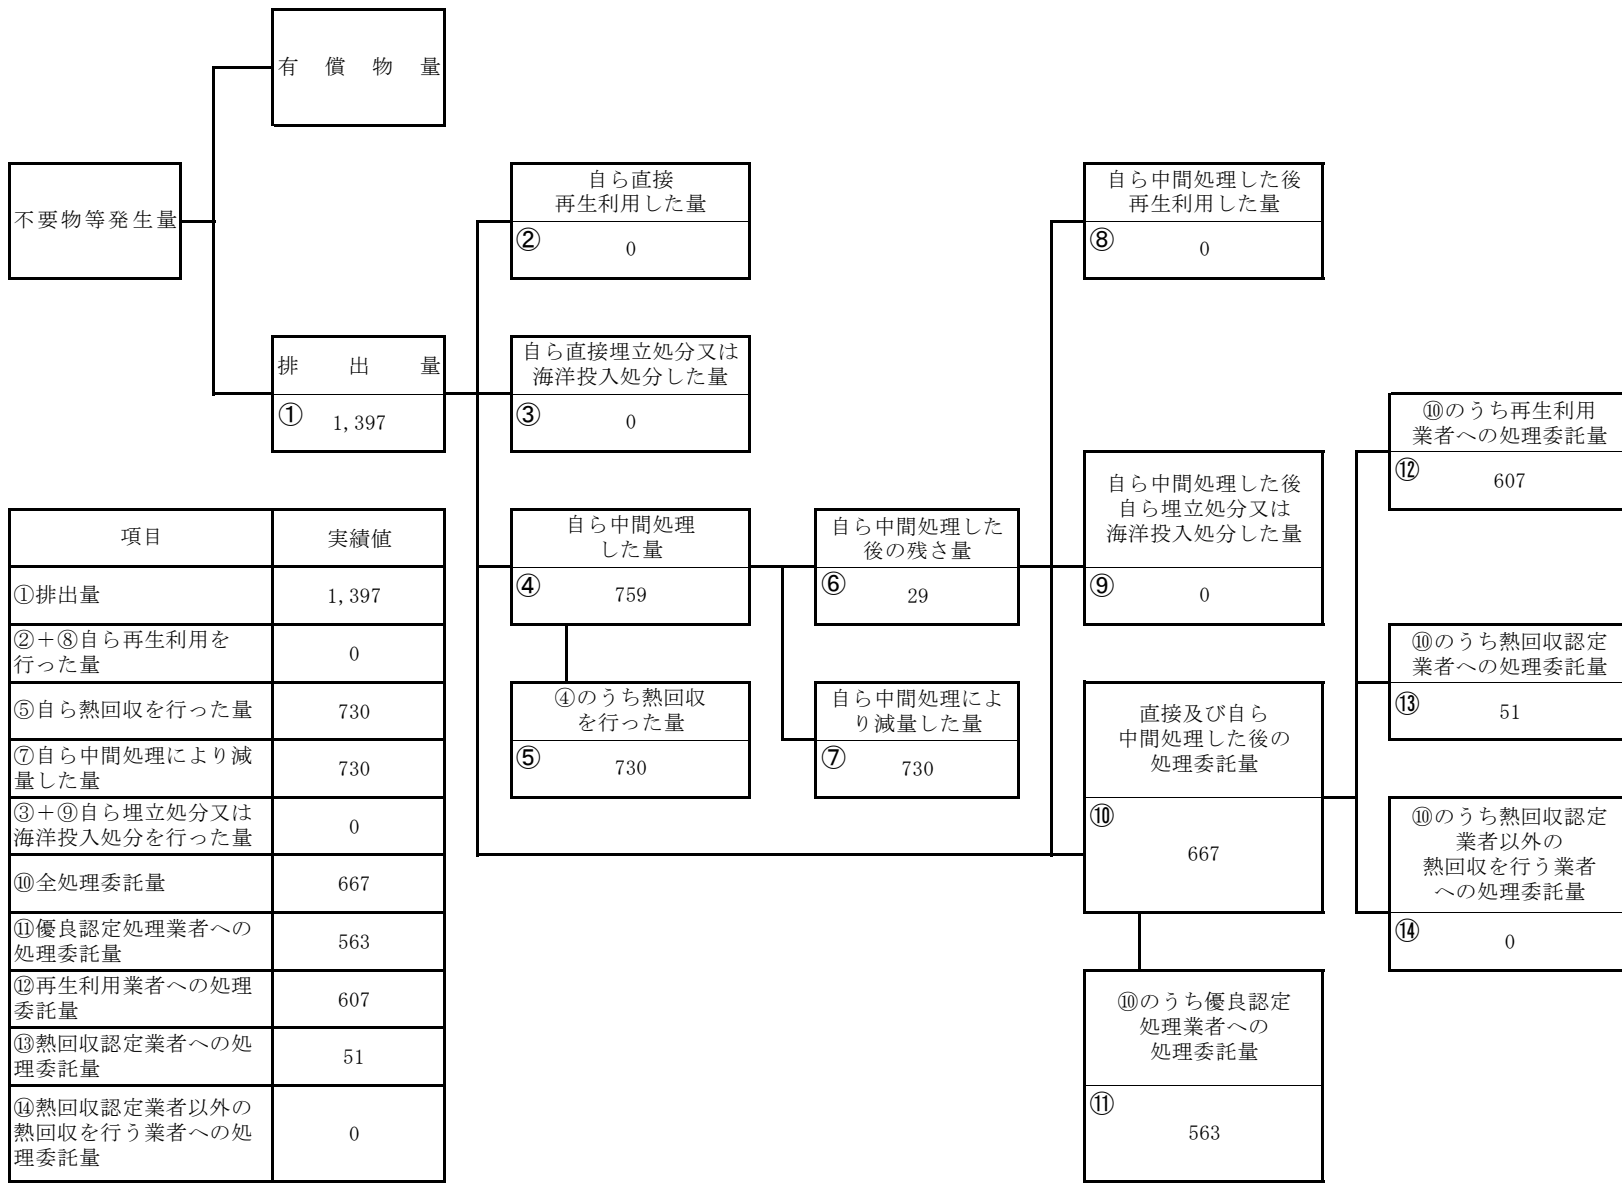 有償物量
不要物等発生量
排出量
①
1,397
自ら直接
再生利用した量
②
0
自ら直接埋立処分又は
海洋投入処分した量
③
0
自ら中間処理
した量
④
759
④のうち熱回収
を行った量
⑤
730
自ら中間処理した
後の残さ量
⑥
29
自ら中間処理によ
り減量した量
⑦
730
自ら中間処理した後
再生利用した量
⑧
0
自ら中間処理した後
自ら埋立処分又は
海洋投入処分した量
⑨
0
直接及び自ら
中間処理した後の
処理委託量
⑩
667
⑩のうち優良認定
処理業者への
処理委託量
⑪
563
⑩のうち再生利用
業者への処理委託量
⑫
607
⑩のうち熱回収認定
業者への処理委託量
⑬
51
⑩のうち熱回収認定
業者以外の
熱回収を行う業者
への処理委託量
⑭
0
項目 実績値
①排出量 1,397
②＋⑧自ら再生利用を
行った量
0
⑤自ら熱回収を行った量 730
⑦自ら中間処理により減
量した量
730
③＋⑨自ら埋立処分又は
海洋投入処分を行った量
0
⑩全処理委託量 667
⑪優良認定処理業者への
処理委託量
563
⑫再生利用業者への処理
委託量
607
⑬熱回収認定業者への処
理委託量
51
⑭熱回収認定業者以外の
熱回収を行う業者への処
理委託量
0